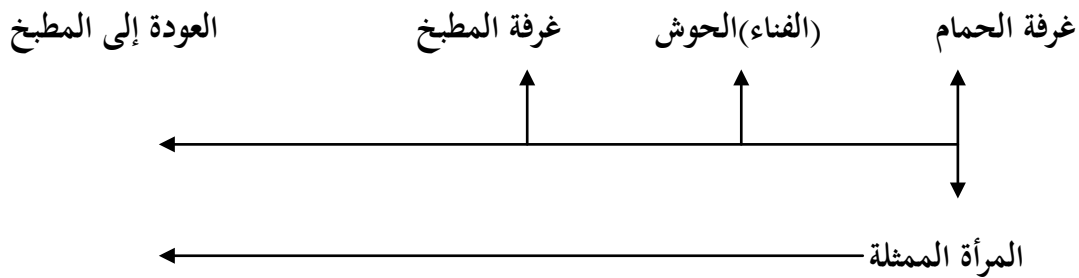 غرفة الحمام (الفناء)الحوش غرفة المطبخ العودة إلى المطبخ
المرأة الممثلة